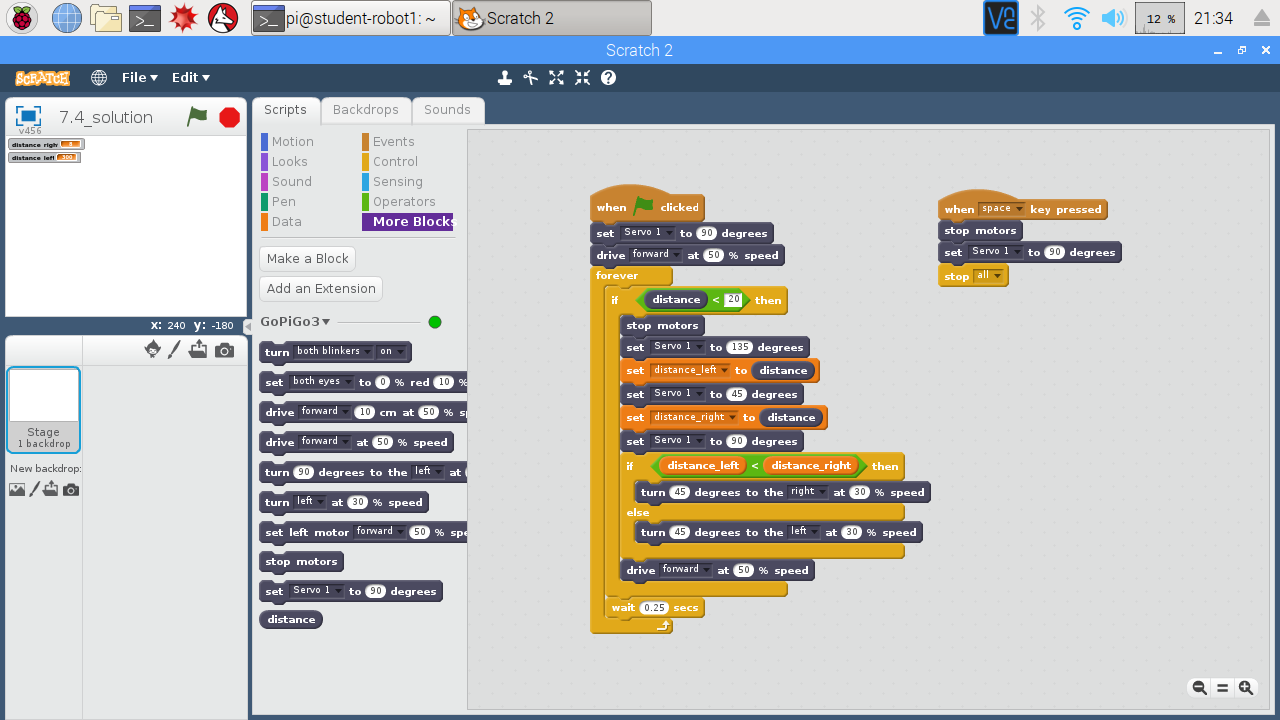 pi@student-robot1: ~
Scratch 2
12 %
21:34
Scratch 2
SCRATCH
File
Edit
7.4_solution
v456
distance_left
x: 240 y: -180
Stage
1 backdrop
New backdrop:
Scripts
Backdrops
Sounds
Motion
Events
Looks
Control
Sound
Sensing
Pen
Operators
Data
More Blocks
Make a Block
Add an Extension
GoPiGo3
turn both blinkers on
set both eyes to 0 % red 10 %
drive forward 10 cm at 50 % s
drive forward at 50 % speed
turn 90 degrees to the left at
turn left at 30 % speed
set left motor forward 50 % spe
stop motors
set Servo 1 to 90 degrees
distance
when clicked
set Servo 1 to 90 degrees
drive forward at 50 % speed
forever
if distance < 20 then
stop motors
set Servo 1 to 135 degrees
set distance_left to distance
set Servo 1 to 45 degrees
set distance_right to distance
set Servo 1 to 90 degrees
if distance_left < distance_right then
turn 45 degrees to the right at 30 % speed
else
turn 45 degrees to the left at 30 % speed
drive forward at 50 % speed
wait 0.25 secs
when space key pressed
stop motors
set Servo 1 to 90 degrees
stop all